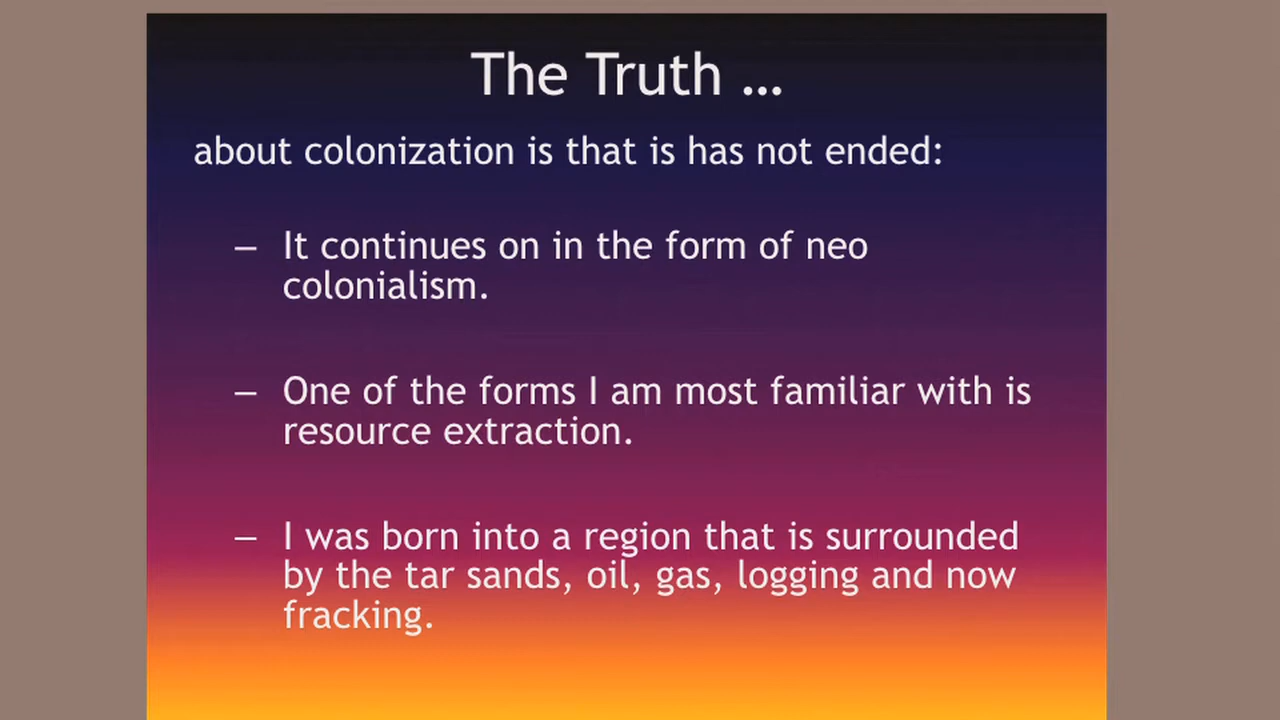 The Truth ...
about colonization is that is has not ended:
– It continues on in the form of neo
colonialism.
– One of the forms I am most familiar with is
resource extraction.
– I was born into a region that is surrounded
by the tar sands, oil, gas, logging and now
fracking.